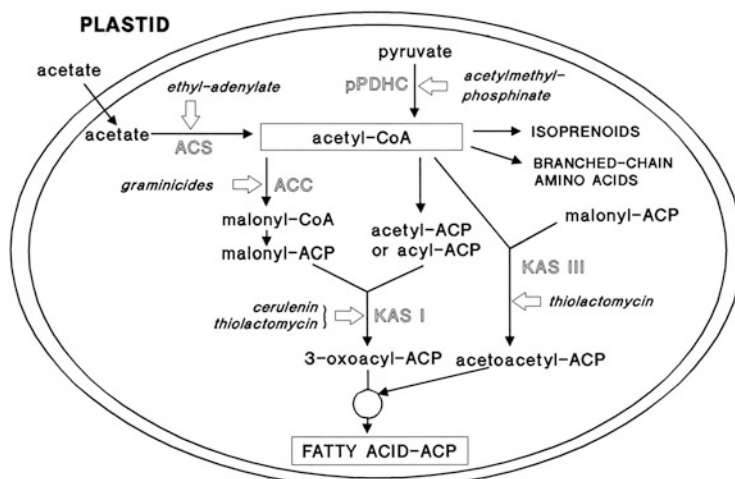 PLASTID
acetate
ethyl-adenylate
pyruvate
pPDHC
acetylmethyl-
phosphinate
acetate
ACS
acetyl-CoA
ISOPRENOIDS
BRANCHED-CHAIN
AMINO ACIDS
graminicides
ACC
malonyl-CoA
malonyl-ACP
acetyl-ACP
or acyl-ACP
malonyl-ACP
KAS III
cerulenin
thiolactomycin
KAS I
thiolactomycin
3-oxoacyl-ACP
acetoacetyl-ACP
FATTY ACID-ACP